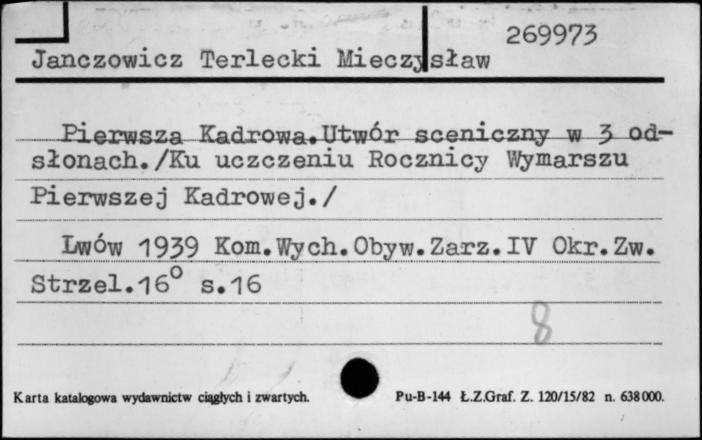 269973
Janczowicz Terlecki Mieczysław
Pierwsza Kadrowa.Utwór sceniczny w 3 od-
słonach./Ku uczczeniu Rocznicy Wymarszu
Pierwszej Kadrowej./
Lwów 1939 Kom.Wych.Obyw.Zarz.IV Okr.Zw.
Strzel.16° s.16
8
Karta katalogowa wydawnictw ciągłych i zwartych. Pu-B-144 Ł.Z.Graf. Z. 120/15/82 n. 638000.